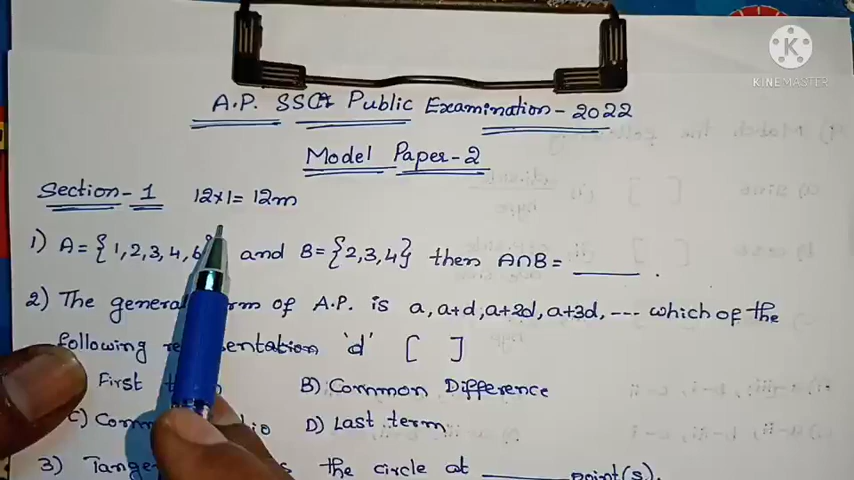 KINEMASTER
A.P. SSC Public Examination - 2022
Model Paper - 2
Section - 1 12×1= 12m
1) A = {1,2,3,4, and B = {2,3,4} then A∩B = ______ .
2) The general of A.P. is a, a+d, a+2d, a+3d, --- which of the
following 'd' [ ]
First B) Common Difference
C) D) Last term
3) the circle at ______ point(s).